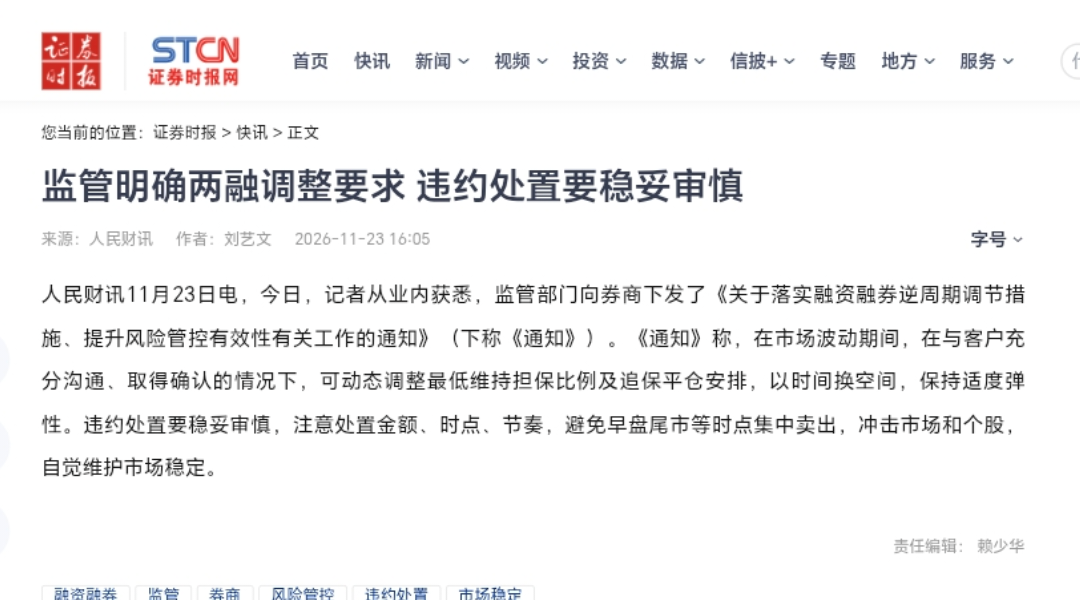 证券 STCN
时报 证券时报网
首页 快讯 新闻 视频 投资 数据 信披+ 专题 地方 服务
您当前的位置：证券时报 > 快讯 > 正文
监管明确两融调整要求 违约处置要稳妥审慎
来源：人民财讯 作者：刘艺文 2026-11-23 16:05 字号
人民财讯11月23日电，今日，记者从业内获悉，监管部门向券商下发了《关于落实融资融券逆周期调节措
施、提升风险管控有效性有关工作的通知》（下称《通知》）。《通知》称，在市场波动期间，在与客户充
分沟通、取得确认的情况下，可动态调整最低维持担保比例及追保平仓安排，以时间换空间，保持适度弹
性。违约处置要稳妥审慎，注意处置金额、时点、节奏，避免早盘尾市等时点集中卖出，冲击市场和个股，
自觉维护市场稳定。
责任编辑： 赖少华
融资融券 监管 券商 风险管控 违约处置 市场稳定